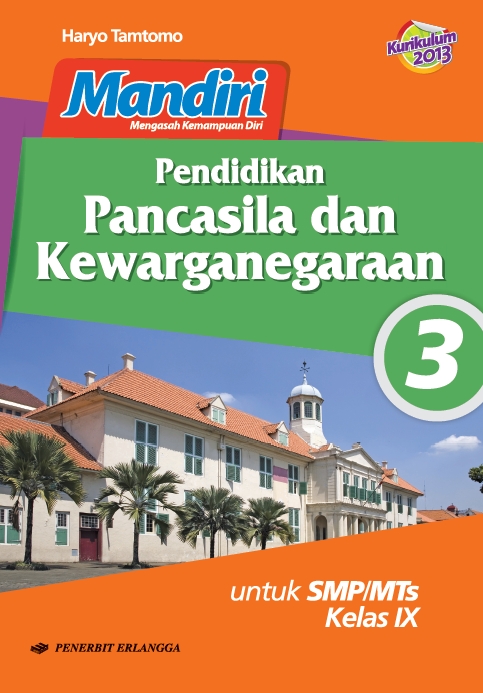 Haryo Tamtomo
Kurikulum
2013
Mandiri
Mengasah Kemampuan Diri
Pendidikan
Pancasila dan
Kewarganegaraan
3
untuk SMP/MTs
Kelas IX
PENERBIT ERLANGGA